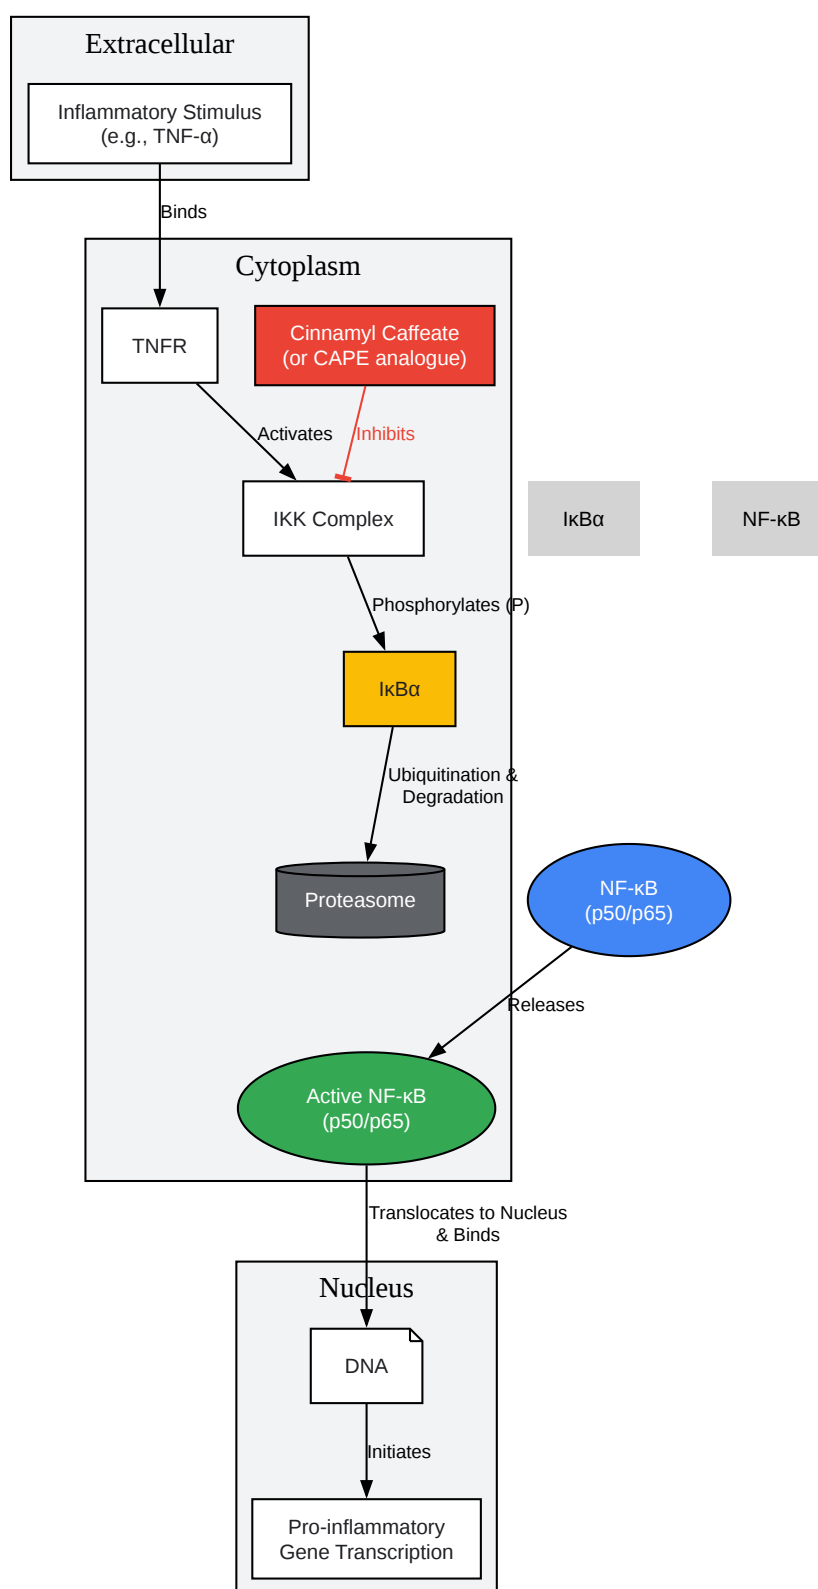 Extracellular
Inflammatory Stimulus
(e.g., TNF-α)
Binds
Cytoplasm
TNFR
Cinnamyl Caffeate
(or CAPE analogue)
Activates
Inhibits
IKK Complex
IκBα
NF-κB
Phosphorylates (P)
IκBα
Ubiquitination &
Degradation
Proteasome
NF-κB
(p50/p65)
Releases
Active NF-κB
(p50/p65)
Translocates to Nucleus
& Binds
Nucleus
DNA
Initiates
Pro-inflammatory
Gene Transcription